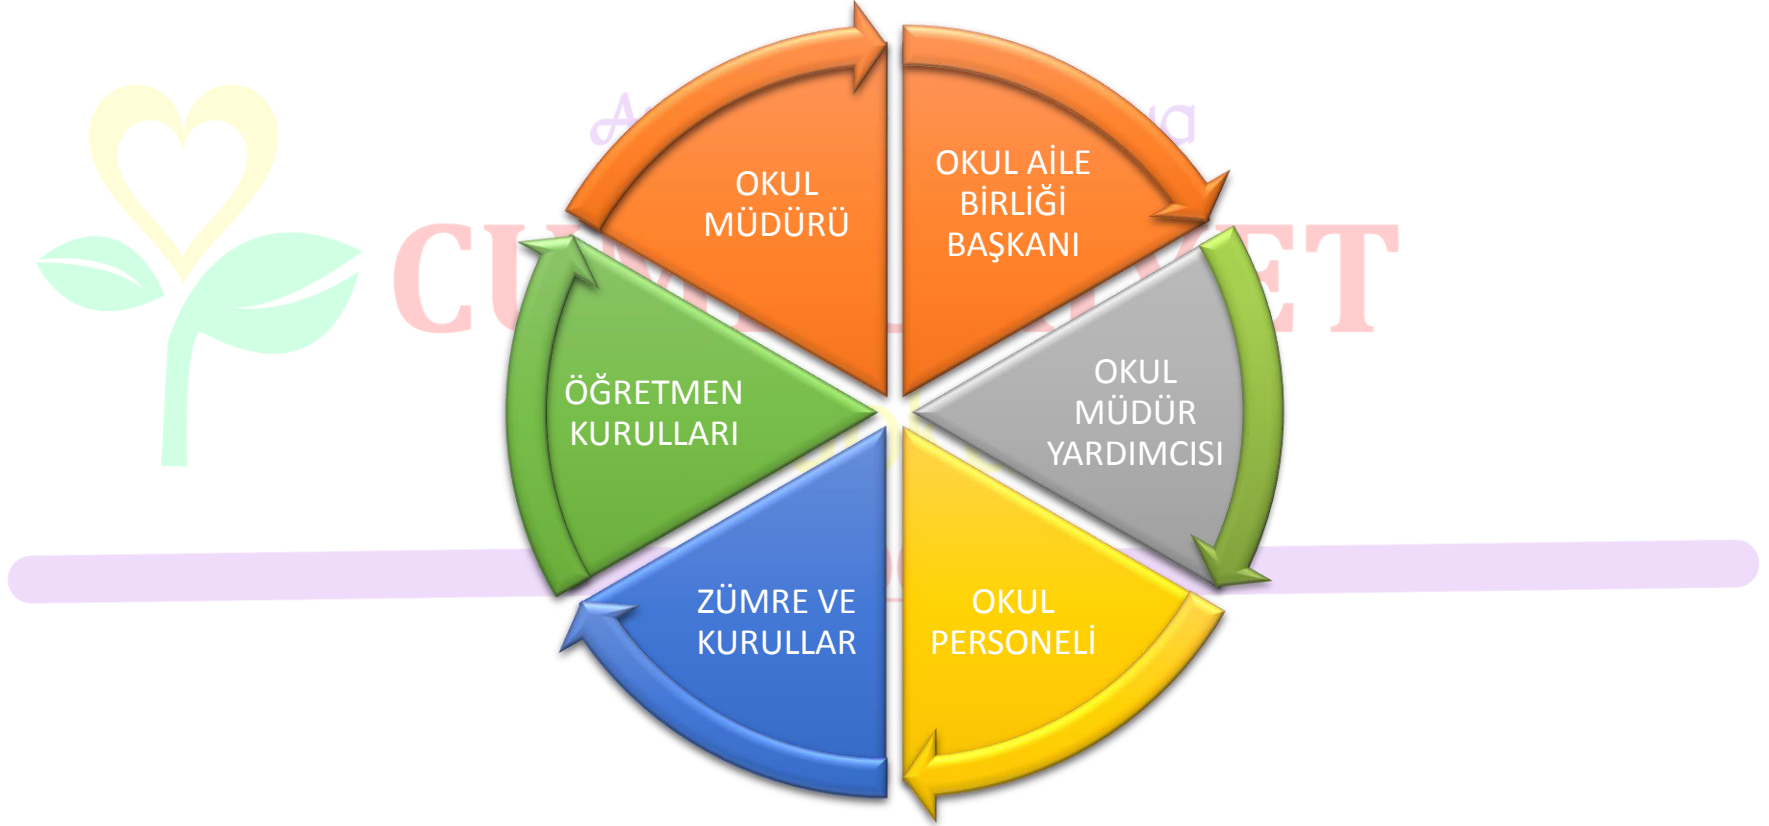 OKUL
MÜDÜRÜ
OKUL AİLE
BİRLİĞİ
BAŞKANI
OKUL
MÜDÜR
YARDIMCISI
OKUL
PERSONELİ
ZÜMRE VE
KURULLAR
ÖĞRETMEN
KURULLARI